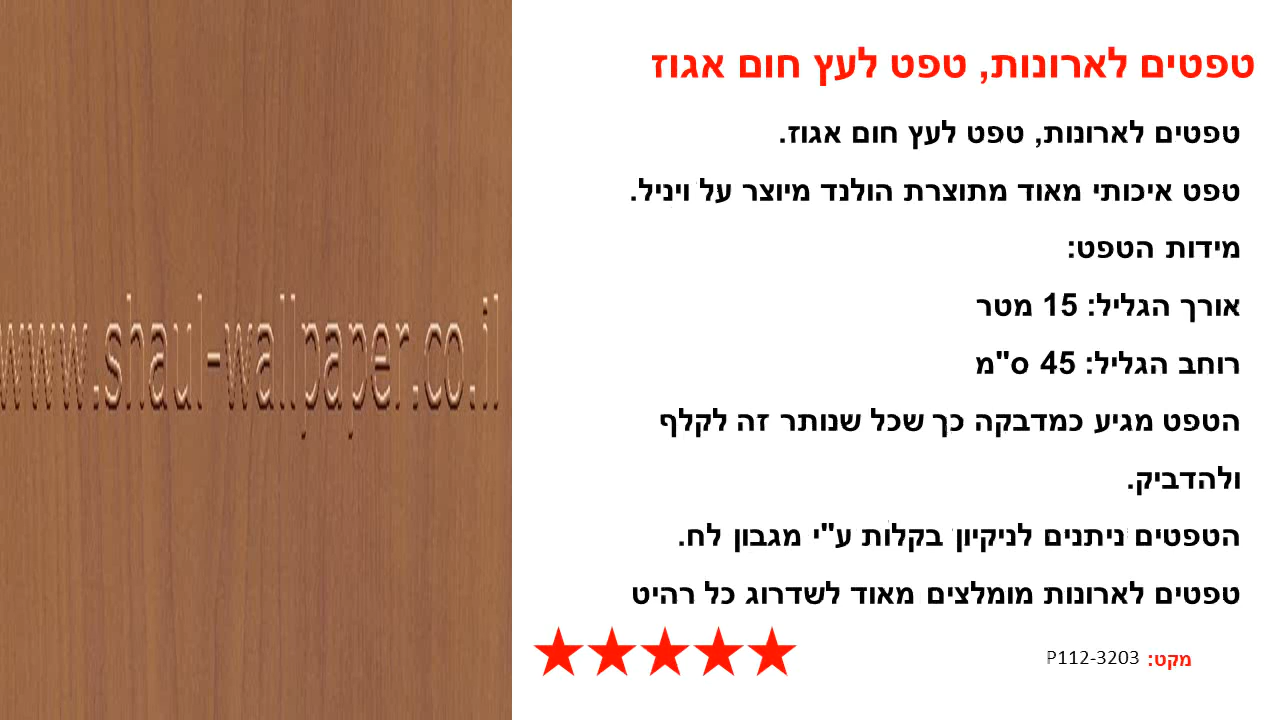 טפטים לארונות, טפט לעץ חום אגוז
טפטים לארונות, טפט לעץ חום אגוז.
טפט איכותי מאוד מתוצרת הולנד מיוצר על ויניל.
מידות הטפט:
אורך הגליל: 15 מטר
רוחב הגליל: 45 ס"מ
הטפט מגיע כמדבקה כך שכל שנותר זה לקלף
ולהדביק.
הטפטים ניתנים לניקיון בקלות ע"י מגבון לח.
טפטים לארונות מומלצים מאוד לשדרוג כל רהיט
מקט: P112-3203
www.shaul-wallpaper.co.il